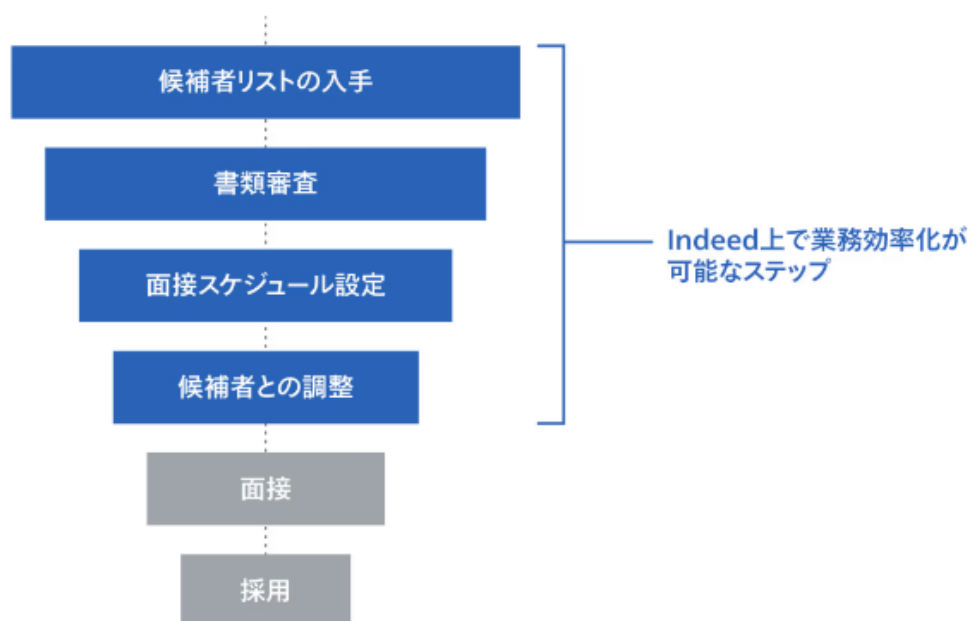 候補者リストの入手
書類審査
面接スケジュール設定
候補者との調整
面接
採用
Indeed上で業務効率化が
可能なステップ